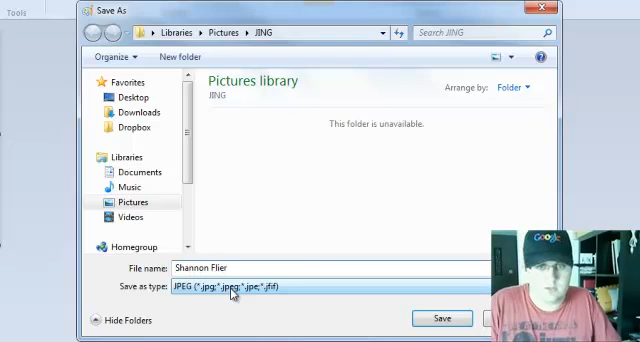 Tools
Save As
Libraries
Pictures
JING
Search JING
Organize
New folder
Favorites
Desktop
Downloads
Dropbox
Libraries
Documents
Music
Pictures
Videos
Homegroup
Pictures library
JING
Arrange by:
Folder
This folder is unavailable.
File name:
Shannon Flier
Save as type:
JPEG (*.jpg;*.jpeg;*.jpe;*.jfif)
Hide Folders
Save
Google